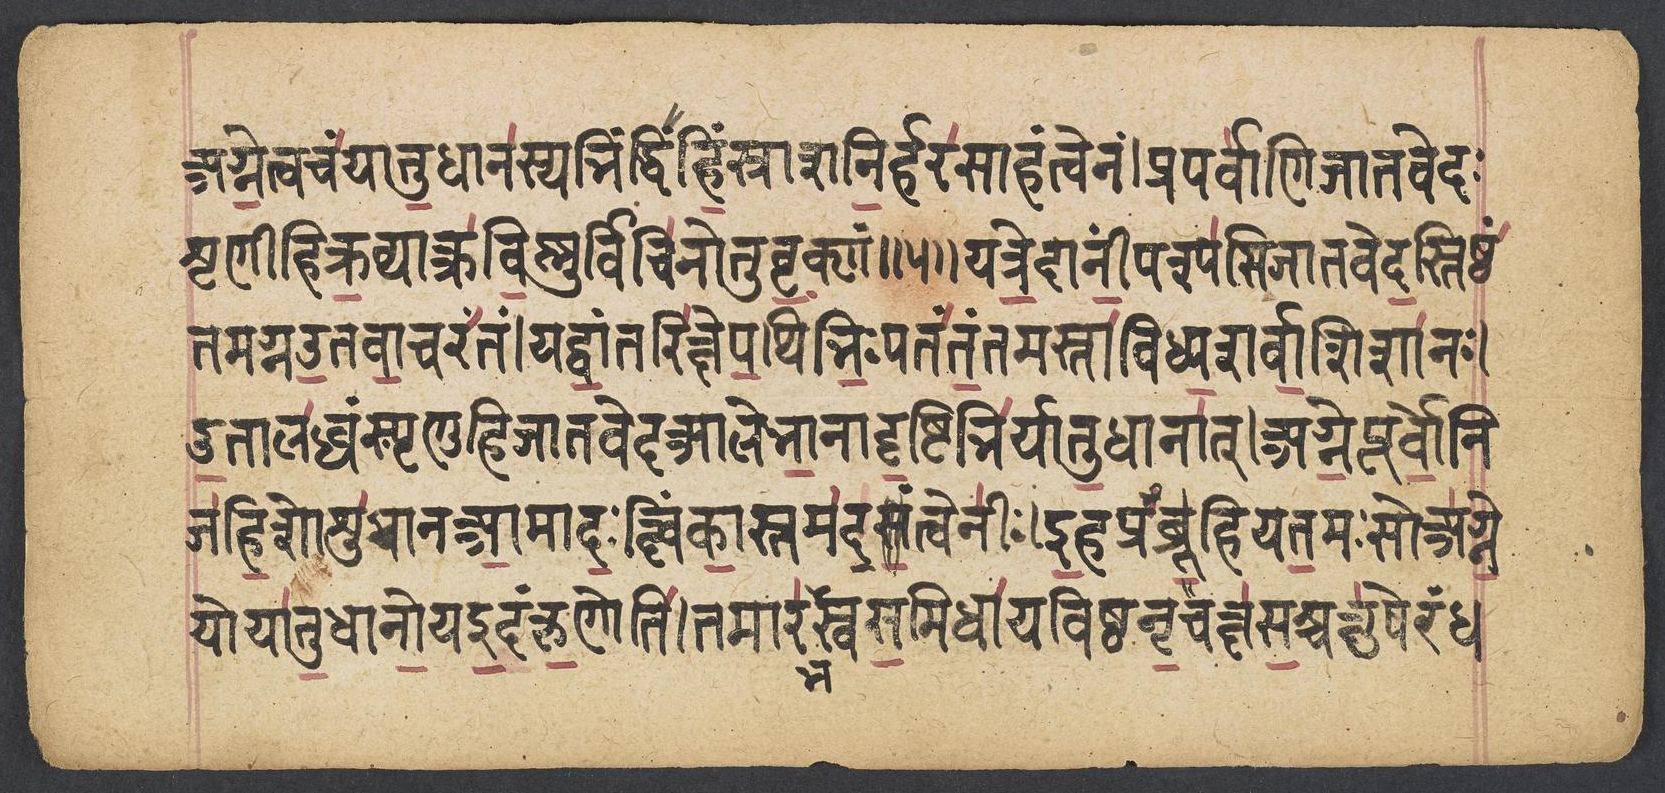 अग्नेत्वचंयातुधानस्यभिंद्धिहिंस्राशनिर्हरसाहंत्वेनं।प्रपर्वाणिजातवेदः
शृणीहिक्रव्यात्क्रविष्णुर्विचिनोतुवृक्णं॥५॥यत्रेदानींपश्यसिजातवेदस्तिष्ठं
तमग्नउतवाचरंतं।यद्वांतरिक्षेपथिभिःपतंतंतमस्ताविध्यशर्वाशिशानः।
उतालब्धंस्पृणुहिजातवेदआलेभानादृष्टिभिर्यातुधानात्।अग्नेपूर्वोनि
जहिशोशुचानआमादःक्ष्विंकास्तमदंत्वेनीः।इहप्रब्रूहियतमःसोअग्ने
योयातुधानोयइदंकृणोति।तमारभस्वसमिधायविष्ठनृचक्षसश्चक्षुषेरंध
भ